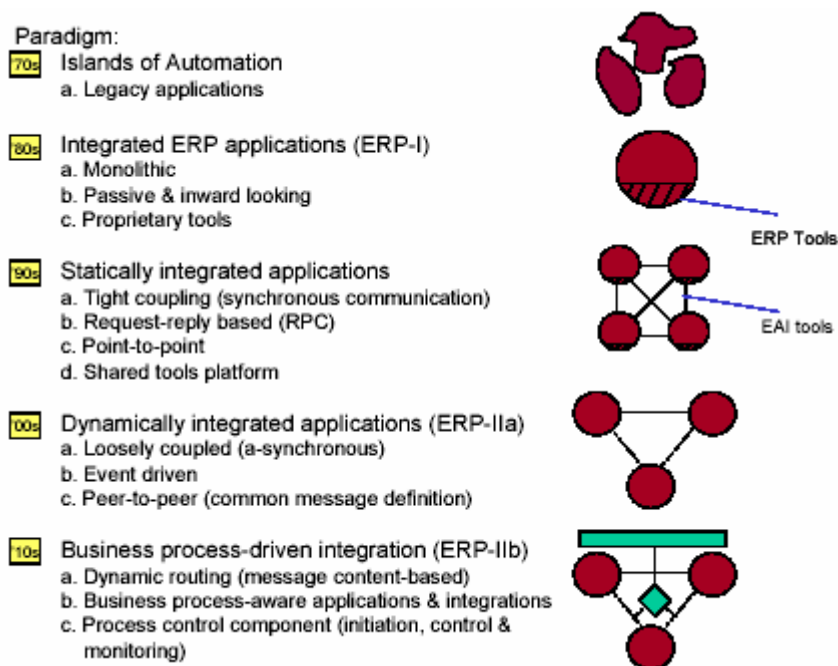 Paradigm:
'70s Islands of Automation
a. Legacy applications
'80s Integrated ERP applications (ERP-I)
a. Monolithic
b. Passive & inward looking
c. Proprietary tools
ERP Tools
'90s Statically integrated applications
a. Tight coupling (synchronous communication)
b. Request-reply based (RPC)
c. Point-to-point
d. Shared tools platform
EAI tools
'00s Dynamically integrated applications (ERP-IIa)
a. Loosely coupled (a-synchronous)
b. Event driven
c. Peer-to-peer (common message definition)
'10s Business process-driven integration (ERP-IIb)
a. Dynamic routing (message content-based)
b. Business process-aware applications & integrations
c. Process control component (initiation, control &
monitoring)